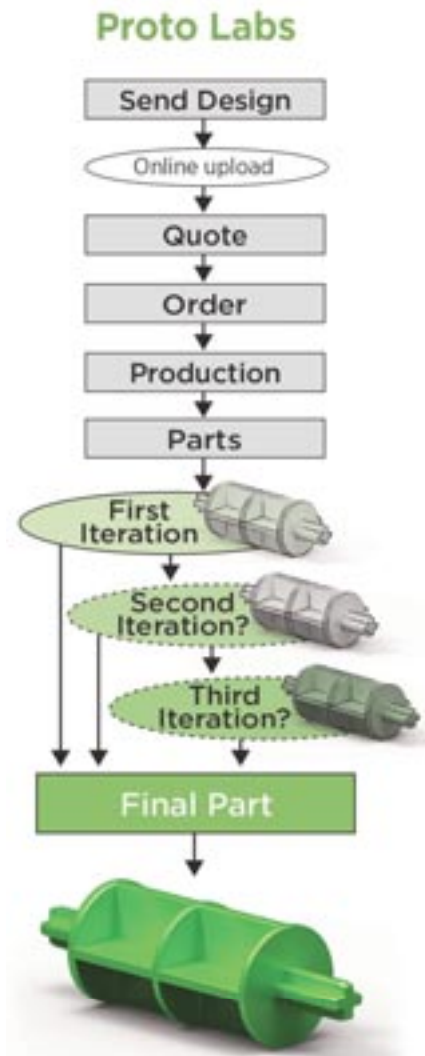 Proto Labs
Send Design
Online upload
Quote
Order
Production
Parts
First
Iteration
Second
Iteration?
Third
Iteration?
Final Part